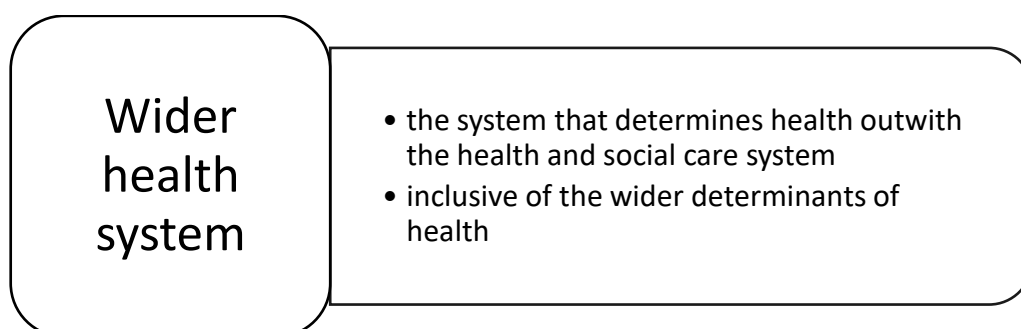 Wider
health
system
• the system that determines health outwith
the health and social care system
• inclusive of the wider determinants of
health